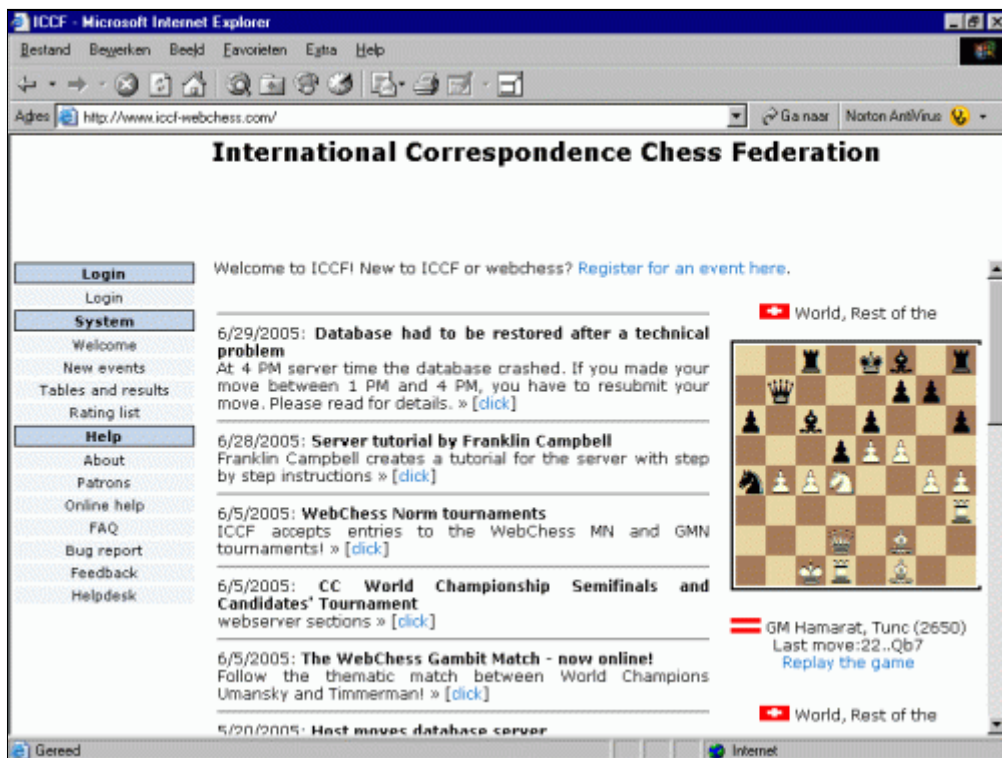 ICCF - Microsoft Internet Explorer
Bestand Bewerken Beeld Favorieten Extra Help
Adres http://www.iccf-webchess.com/ Ga naar Norton AntiVirus
International Correspondence Chess Federation
Welcome to ICCF! New to ICCF or webchess? Register for an event here.
Login
Login
System
Welcome
New events
Tables and results
Rating list
Help
About
Patrons
Online help
FAQ
Bug report
Feedback
Helpdesk
6/29/2005: Database had to be restored after a technical
problem
At 4 PM server time the database crashed. If you made your
move between 1 PM and 4 PM, you have to resubmit your
move. Please read for details. » [click]
6/28/2005: Server tutorial by Franklin Campbell
Franklin Campbell creates a tutorial for the server with step
by step instructions » [click]
6/5/2005: WebChess Norm tournaments
ICCF accepts entries to the WebChess MN and GMN
tournaments! » [click]
6/5/2005: CC World Championship Semifinals and
Candidates' Tournament
webserver sections » [click]
6/5/2005: The WebChess Gambit Match - now online!
Follow the thematic match between World Champions
Umansky and Timmerman! » [click]
5/20/2005: Host moves database server
World, Rest of the
GM Hamarat, Tunc (2650)
Last move:22..Qb7
Replay the game
World, Rest of the
Gereed Internet